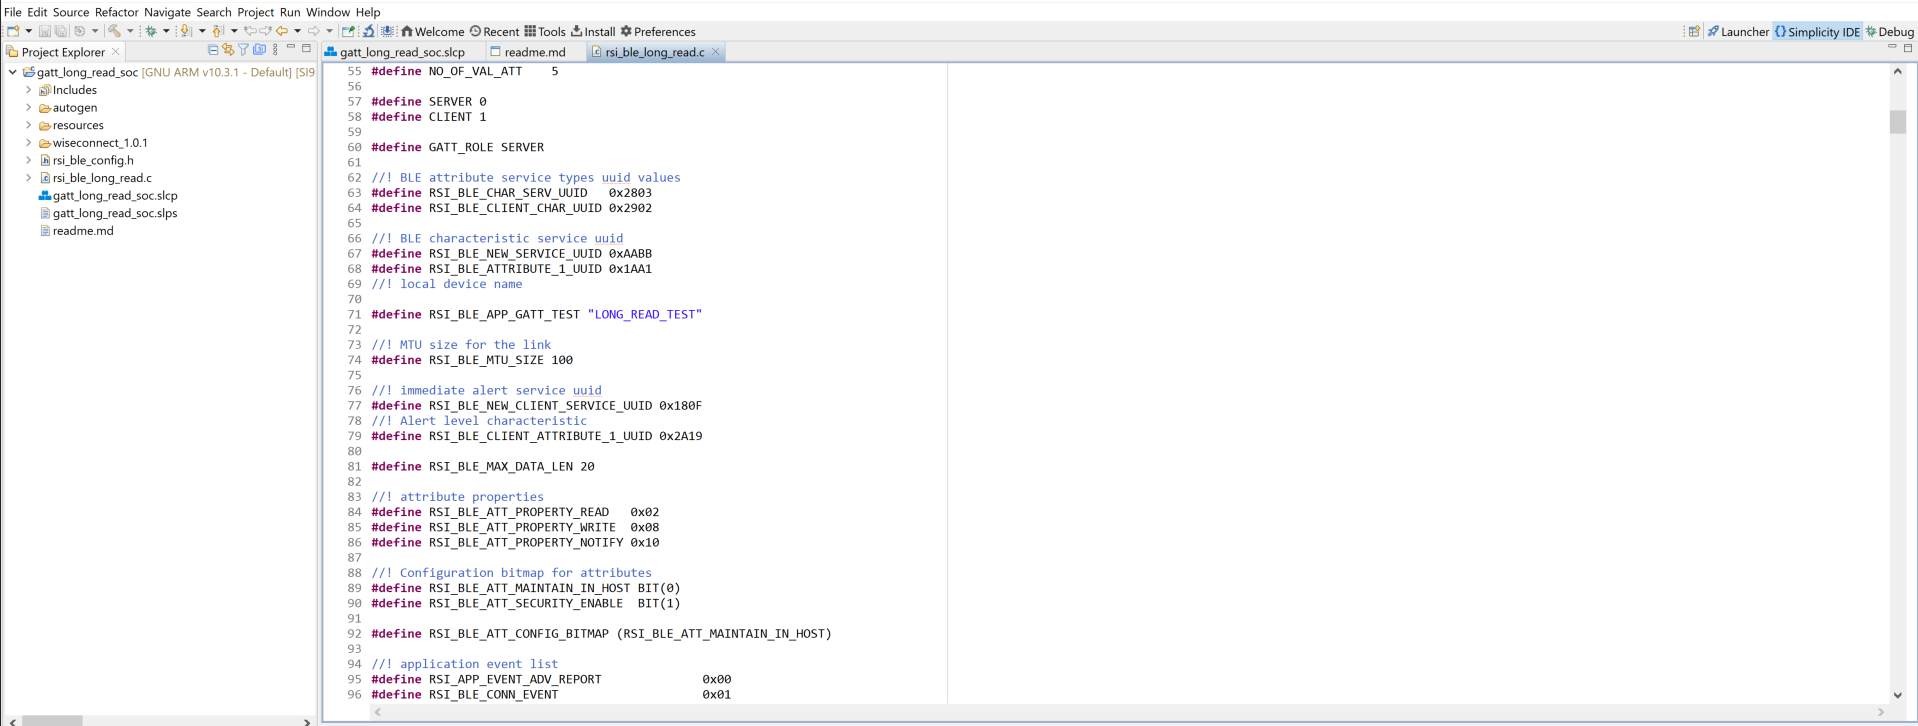 File Edit Source Refactor Navigate Search Project Run Window Help
Welcome Recent Tools Install Preferences Launcher Simplicity IDE Debug
Project Explorer
gatt_long_read_soc [GNU ARM v10.3.1 - Default] [SI9
Includes
autogen
resources
wiseconnect_1.0.1
rsi_ble_config.h
rsi_ble_long_read.c
gatt_long_read_soc.slcp
gatt_long_read_soc.slps
readme.md
gatt_long_read_soc.slcp readme.md rsi_ble_long_read.c
55 #define NO_OF_VAL_ATT    5
56
57 #define SERVER 0
58 #define CLIENT 1
59
60 #define GATT_ROLE SERVER
61
62 //! BLE attribute service types uuid values
63 #define RSI_BLE_CHAR_SERV_UUID   0x2803
64 #define RSI_BLE_CLIENT_CHAR_UUID 0x2902
65
66 //! BLE characteristic service uuid
67 #define RSI_BLE_NEW_SERVICE_UUID 0xAABB
68 #define RSI_BLE_ATTRIBUTE_1_UUID 0x1AA1
69 //! local device name
70
71 #define RSI_BLE_APP_GATT_TEST "LONG_READ_TEST"
72
73 //! MTU size for the link
74 #define RSI_BLE_MTU_SIZE 100
75
76 //! immediate alert service uuid
77 #define RSI_BLE_NEW_CLIENT_SERVICE_UUID 0x180F
78 //! Alert level characteristic
79 #define RSI_BLE_CLIENT_ATTRIBUTE_1_UUID 0x2A19
80
81 #define RSI_BLE_MAX_DATA_LEN 20
82
83 //! attribute properties
84 #define RSI_BLE_ATT_PROPERTY_READ   0x02
85 #define RSI_BLE_ATT_PROPERTY_WRITE  0x08
86 #define RSI_BLE_ATT_PROPERTY_NOTIFY 0x10
87
88 //! Configuration bitmap for attributes
89 #define RSI_BLE_ATT_MAINTAIN_IN_HOST BIT(0)
90 #define RSI_BLE_ATT_SECURITY_ENABLE  BIT(1)
91
92 #define RSI_BLE_ATT_CONFIG_BITMAP (RSI_BLE_ATT_MAINTAIN_IN_HOST)
93
94 //! application event list
95 #define RSI_APP_EVENT_ADV_REPORT              0x00
96 #define RSI_BLE_CONN_EVENT                    0x01